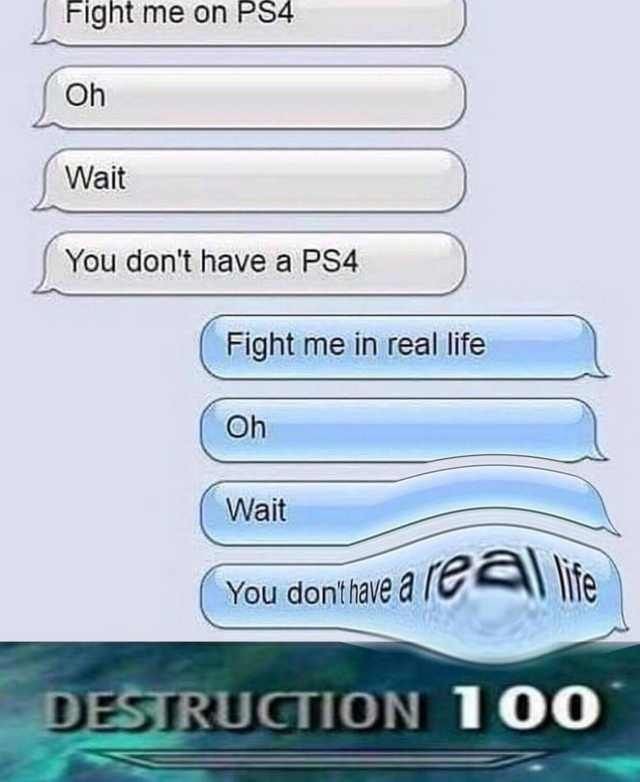 Fight me on PS4
Oh
Wait
You don't have a PS4
Fight me in real life
Oh
Wait
You don't have a real life
DESTRUCTION 100